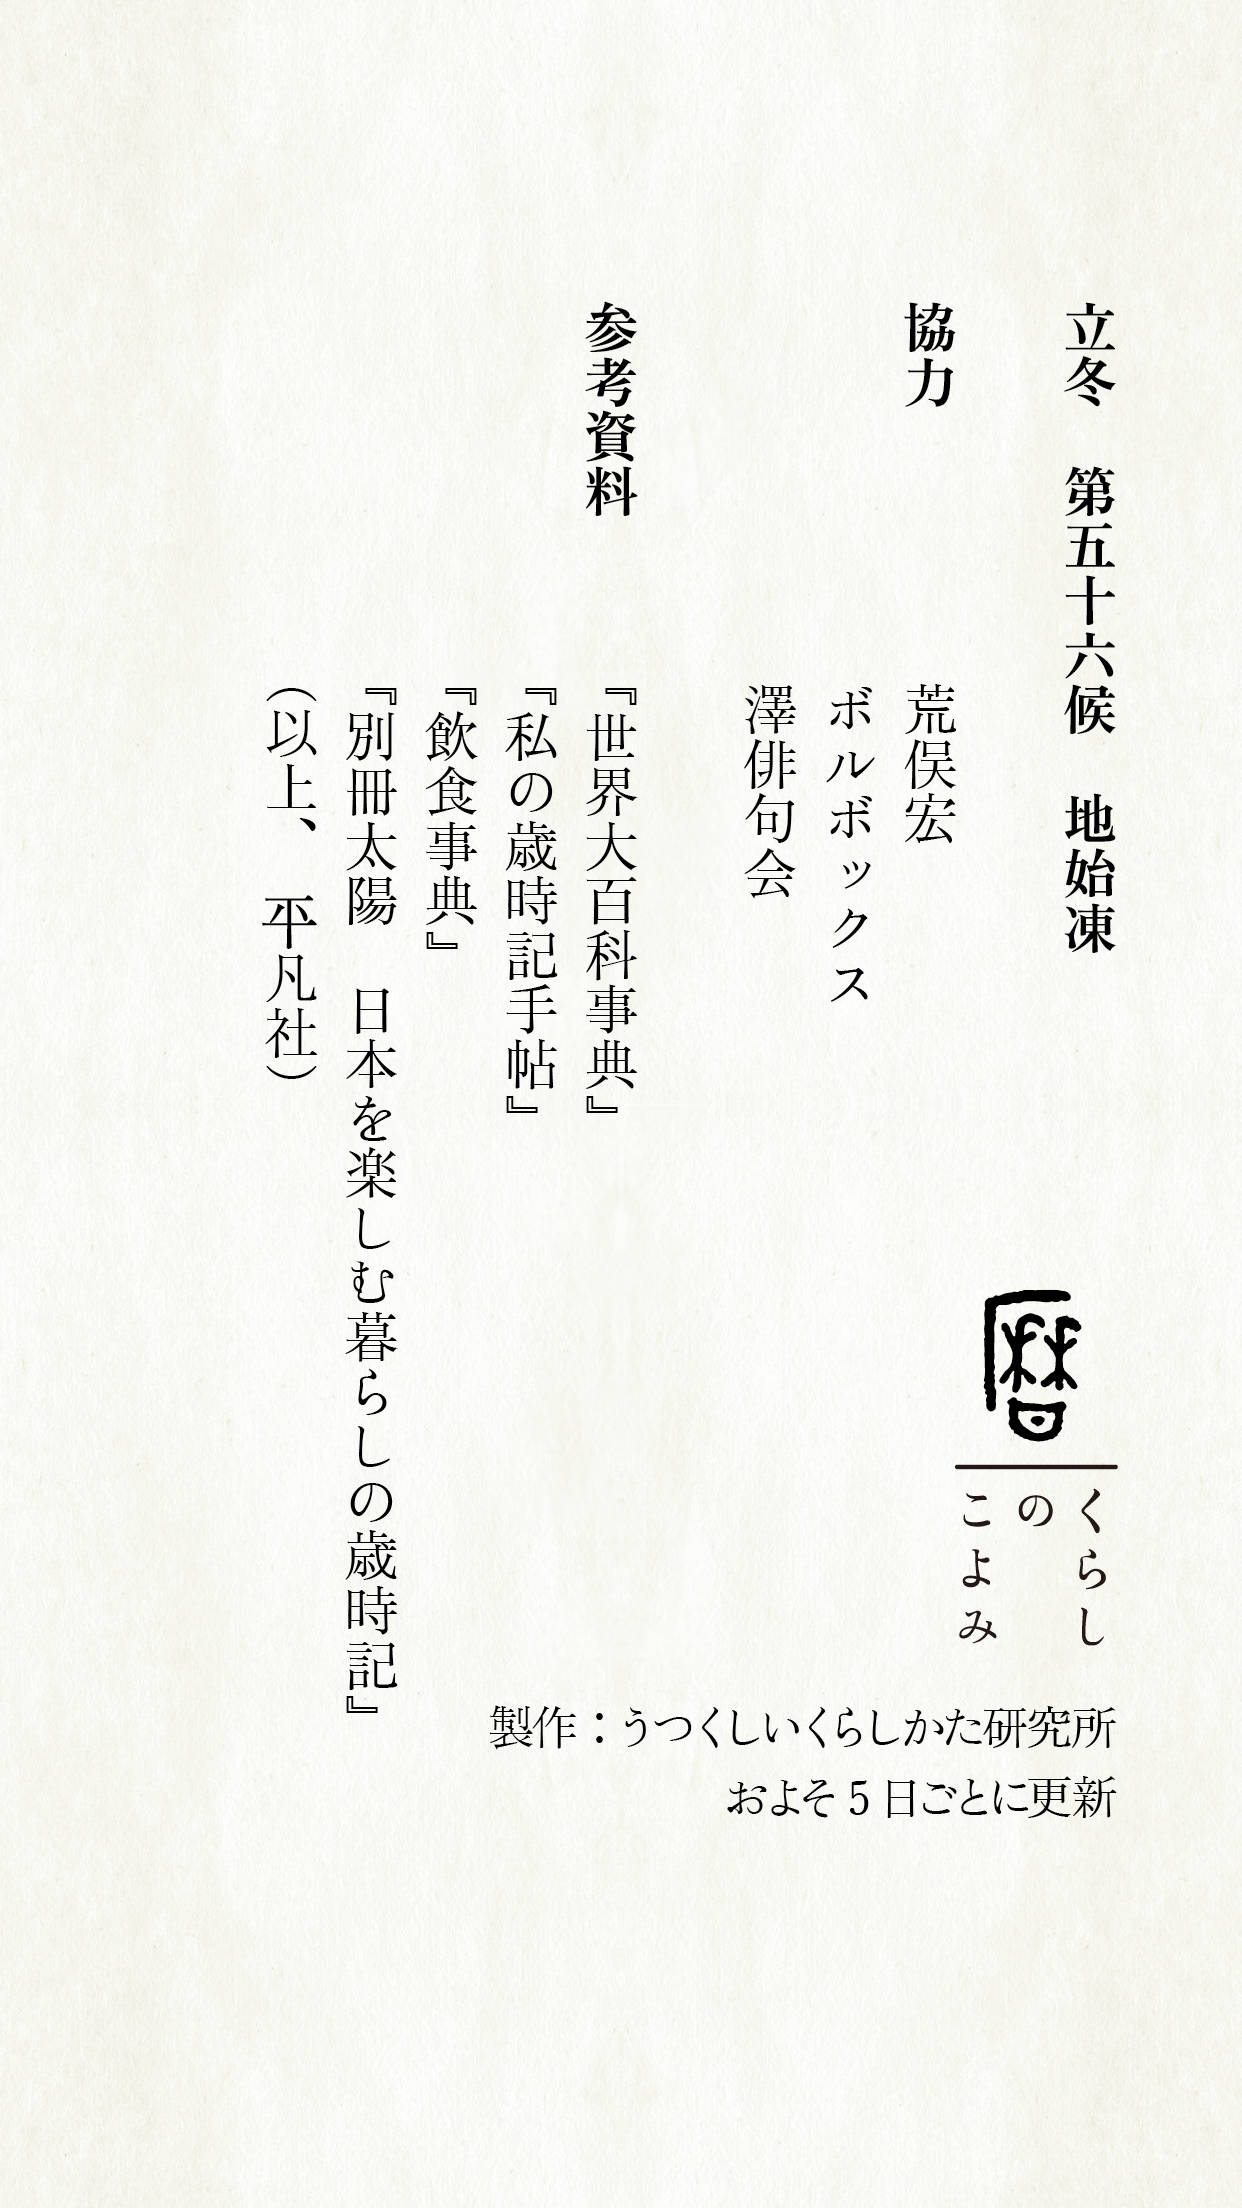 立冬　第五十六候　地始凍
協力
荒俣宏
ボルボックス
澤俳句会
参考資料
『世界大百科事典』
『私の歳時記手帖』
『飲食事典』
『別冊太陽　日本を楽しむ暮らしの歳時記』
（以上、平凡社）
暦
くらし
の
こよみ
製作：うつくしいくらしかた研究所
およそ5日ごとに更新